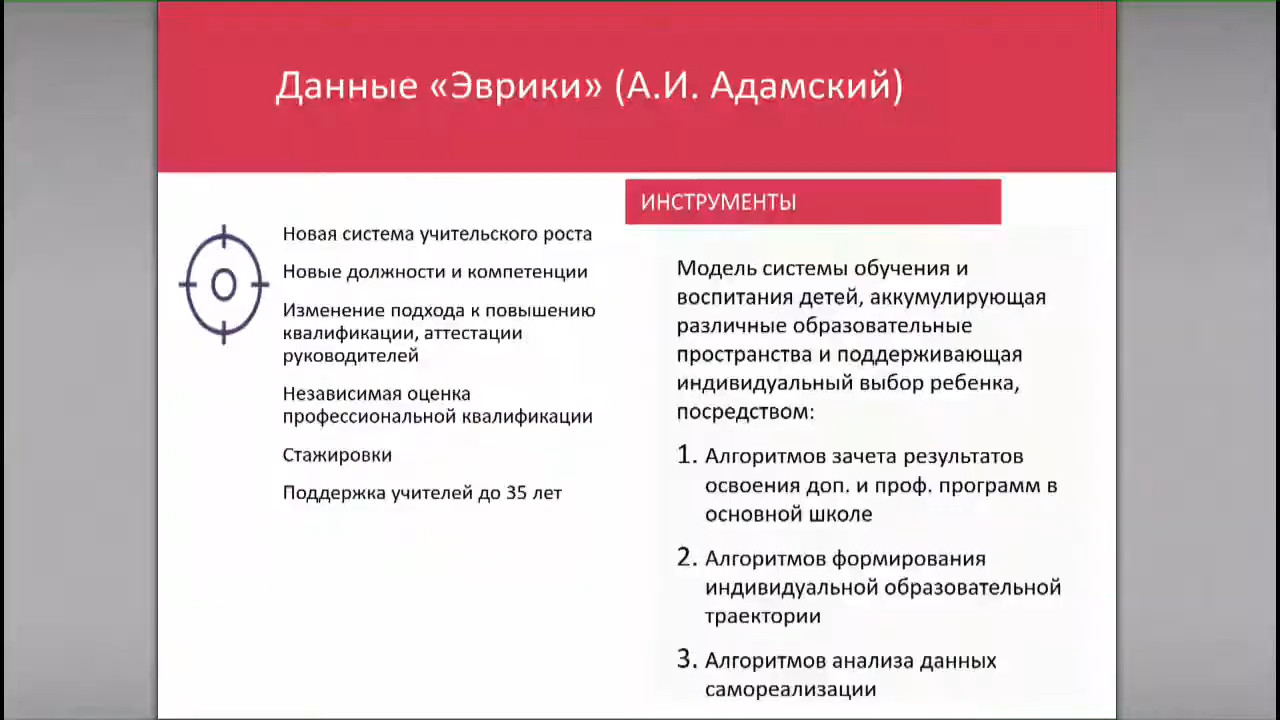 Данные «Эврики» (А.И. Адамский)
Новая система учительского роста
Новые должности и компетенции
Изменение подхода к повышению
квалификации, аттестации
руководителей
Независимая оценка
профессиональной квалификации
Стажировки
Поддержка учителей до 35 лет
ИНСТРУМЕНТЫ
Модель системы обучения и
воспитания детей, аккумулирующая
различные образовательные
пространства и поддерживающая
индивидуальный выбор ребенка,
посредством:
1. Алгоритмов зачета результатов
освоения доп. и проф. программ в
основной школе
2. Алгоритмов формирования
индивидуальной образовательной
траектории
3. Алгоритмов анализа данных
самореализации